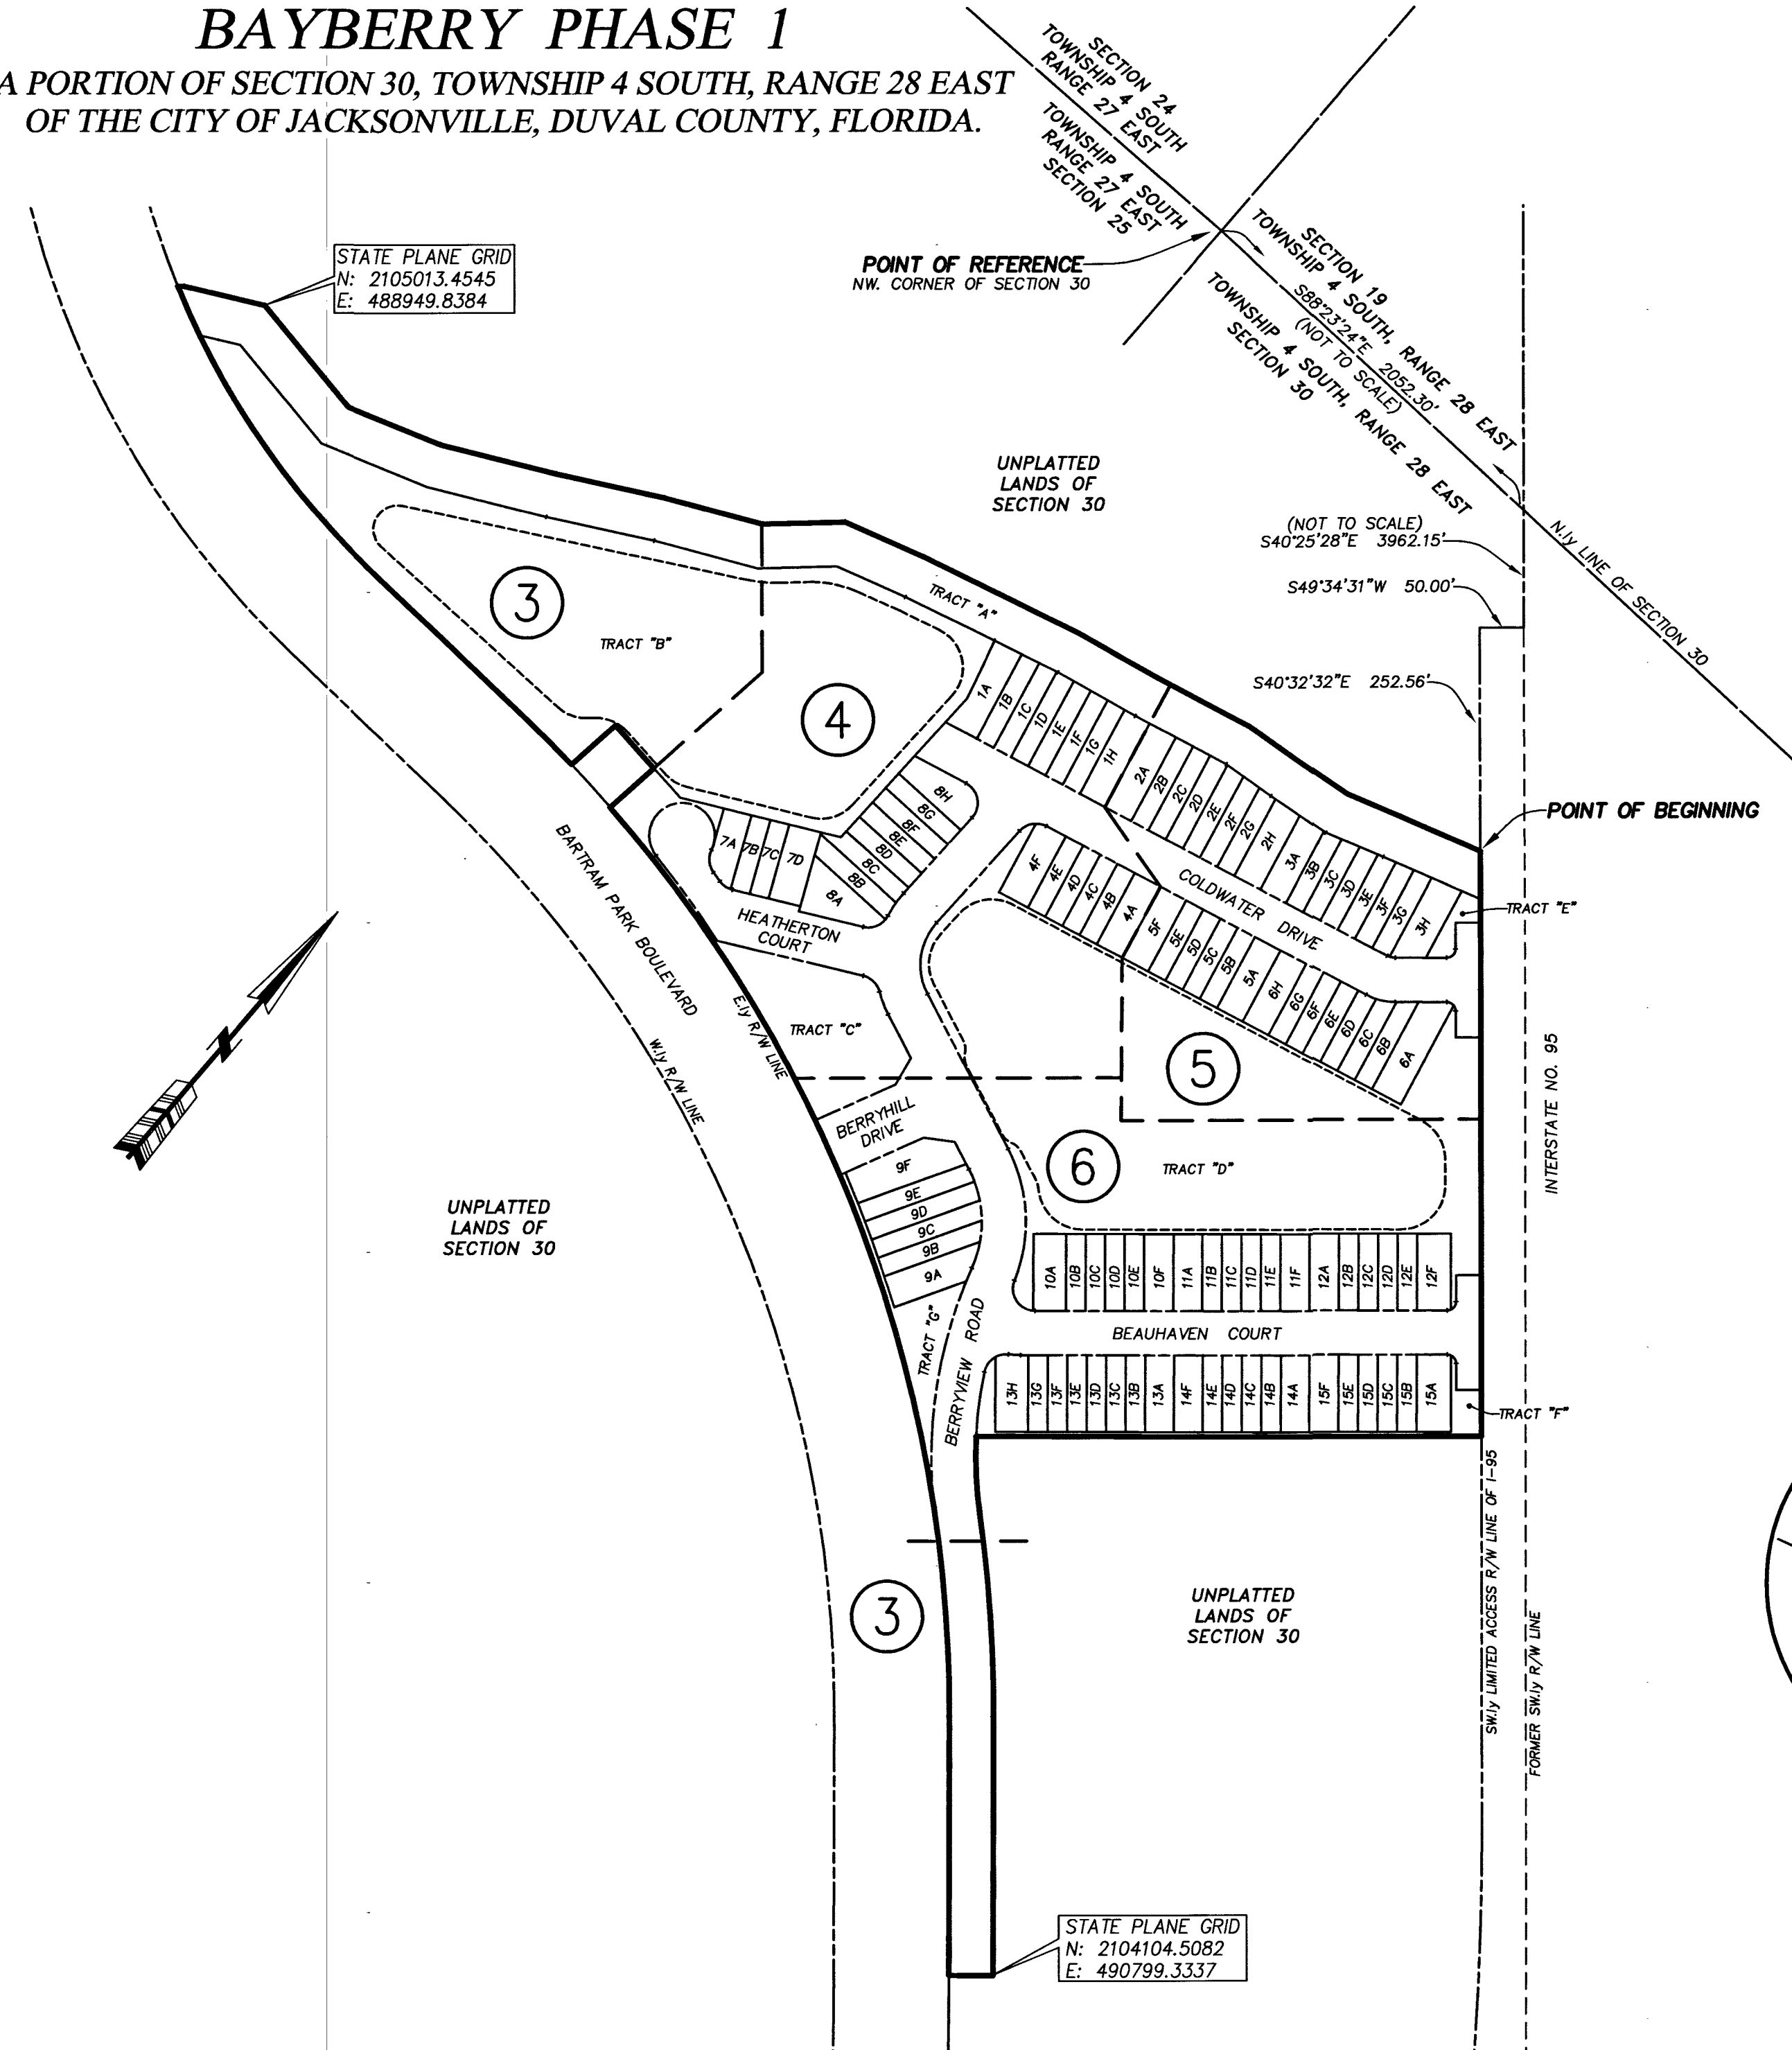 BAYBERRY PHASE 1
A PORTION OF SECTION 30, TOWNSHIP 4 SOUTH, RANGE 28 EAST
OF THE CITY OF JACKSONVILLE, DUVAL COUNTY, FLORIDA.
SECTION 24
TOWNSHIP 4 SOUTH
RANGE 27 EAST
TOWNSHIP 4 SOUTH
RANGE 27 EAST
SECTION 25
STATE PLANE GRID
N: 2105013.4545
E: 488949.8384
POINT OF REFERENCE
NW. CORNER OF SECTION 30
SECTION 19
TOWNSHIP 4 SOUTH, RANGE 28 EAST
S88°23'24"E 2052.30'
(NOT TO SCALE)
TOWNSHIP 4 SOUTH, RANGE 28 EAST
SECTION 30
UNPLATTED
LANDS OF
SECTION 30
(NOT TO SCALE)
S40°25'28"E 3962.15'
S49°34'31"W 50.00'
N.ly LINE OF SECTION 30
S40°32'32"E 252.56'
POINT OF BEGINNING
3
TRACT "B"
4
TRACT "A"
1A
1B
1C
1D
1E
1F
1G
1H
2A
2B
2C
2D
2E
2F
2G
2H
3A
3B
3C
3D
3E
3F
3G
3H
TRACT "E"
8H
8G
8F
8E
8D
8C
8B
8A
7A
7B
7C
7D
HEATHERTON
COURT
COLDWATER DRIVE
4F
4E
4D
4C
4B
4A
5F
5E
5D
5C
5B
5A
6H
6G
6F
6E
6D
6C
6B
6A
BARTRAM PARK BOULEVARD
E.ly R/W LINE
W.ly R/W LINE
TRACT "C"
5
INTERSTATE NO. 95
BERRYHILL
DRIVE
6
TRACT "D"
9F
9E
9D
9C
9B
9A
UNPLATTED
LANDS OF
SECTION 30
TRACT "G"
BERRYVIEW ROAD
10A
10B
10C
10D
10E
10F
11A
11B
11C
11D
11E
11F
12A
12B
12C
12D
12E
12F
BEAUHAVEN COURT
13H
13G
13F
13E
13D
13C
13B
13A
14F
14E
14D
14C
14B
14A
15F
15E
15D
15C
15B
15A
TRACT "F"
SW.ly LIMITED ACCESS R/W LINE OF I-95
FORMER SW.ly R/W LINE
3
UNPLATTED
LANDS OF
SECTION 30
STATE PLANE GRID
N: 2104104.5082
E: 490799.3337